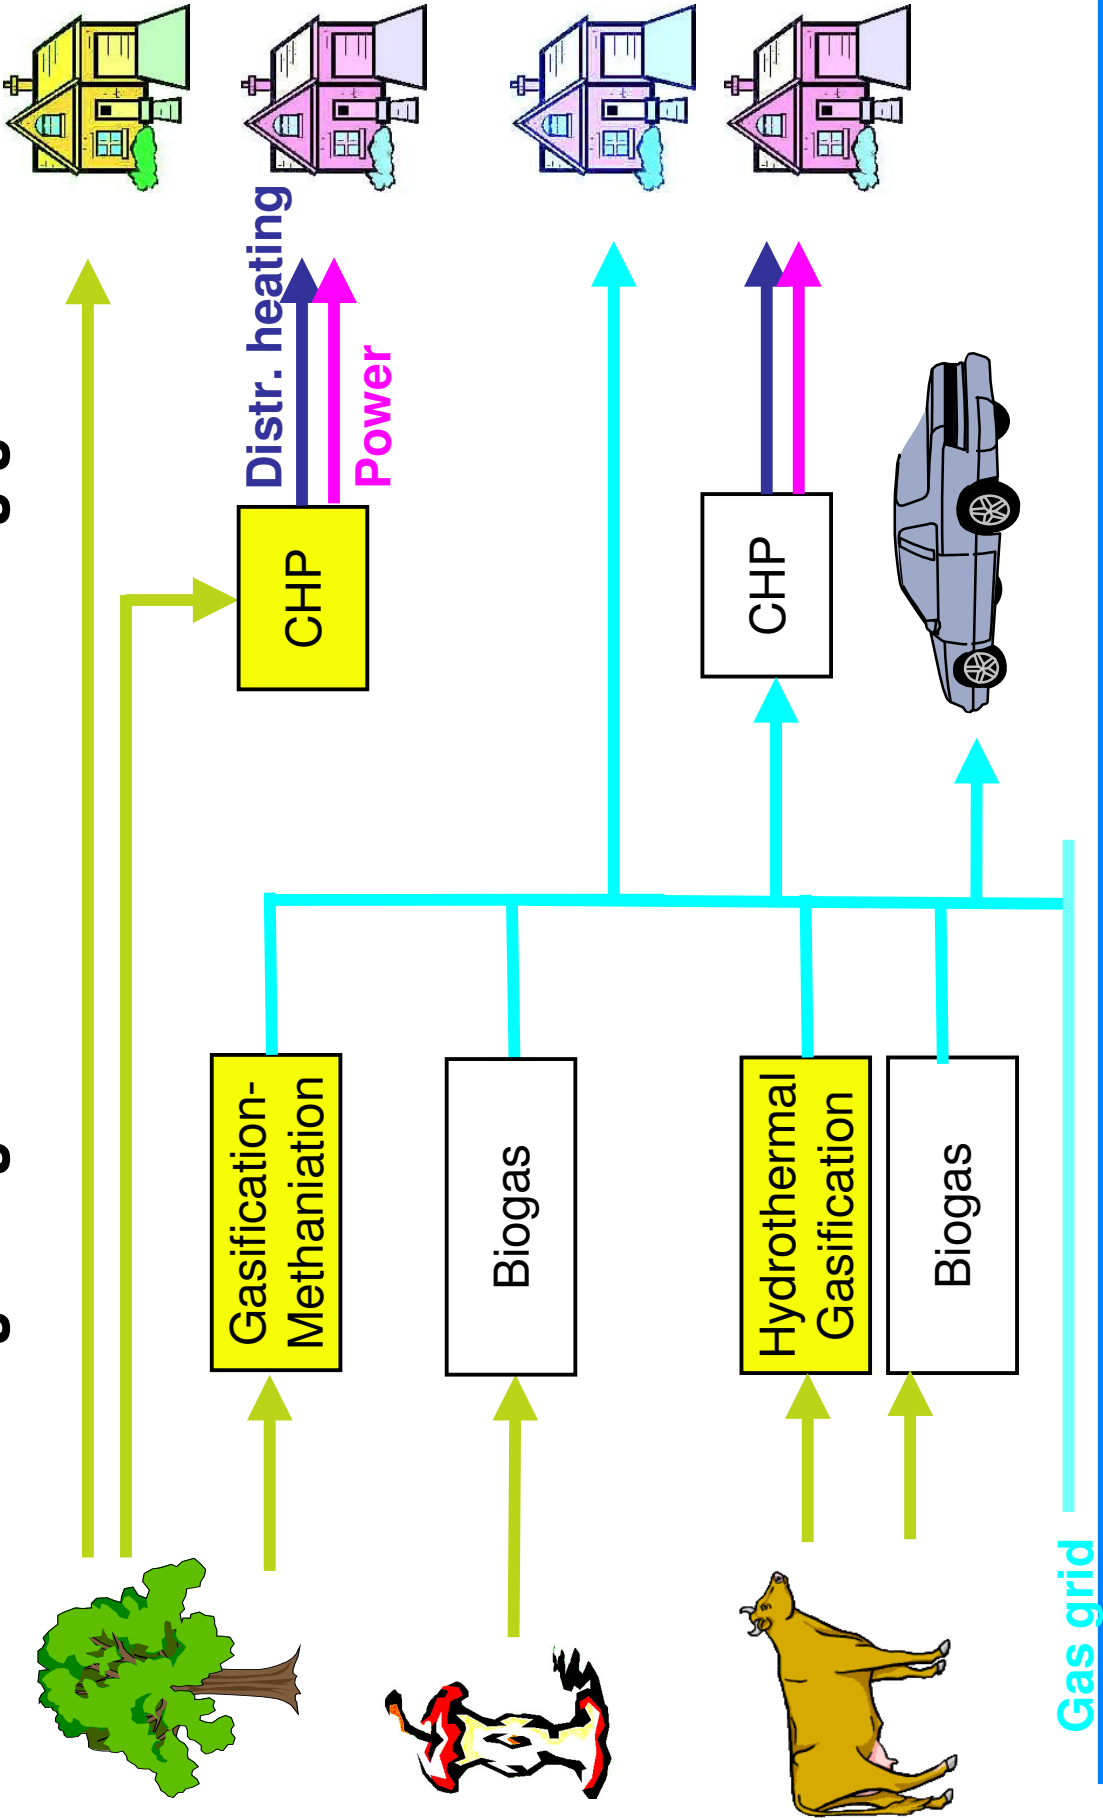 Distr. heating
Power
CHP
CHP
Gasification-
Methaniation
Biogas
Hydrothermal
Gasification
Biogas
Gas grid